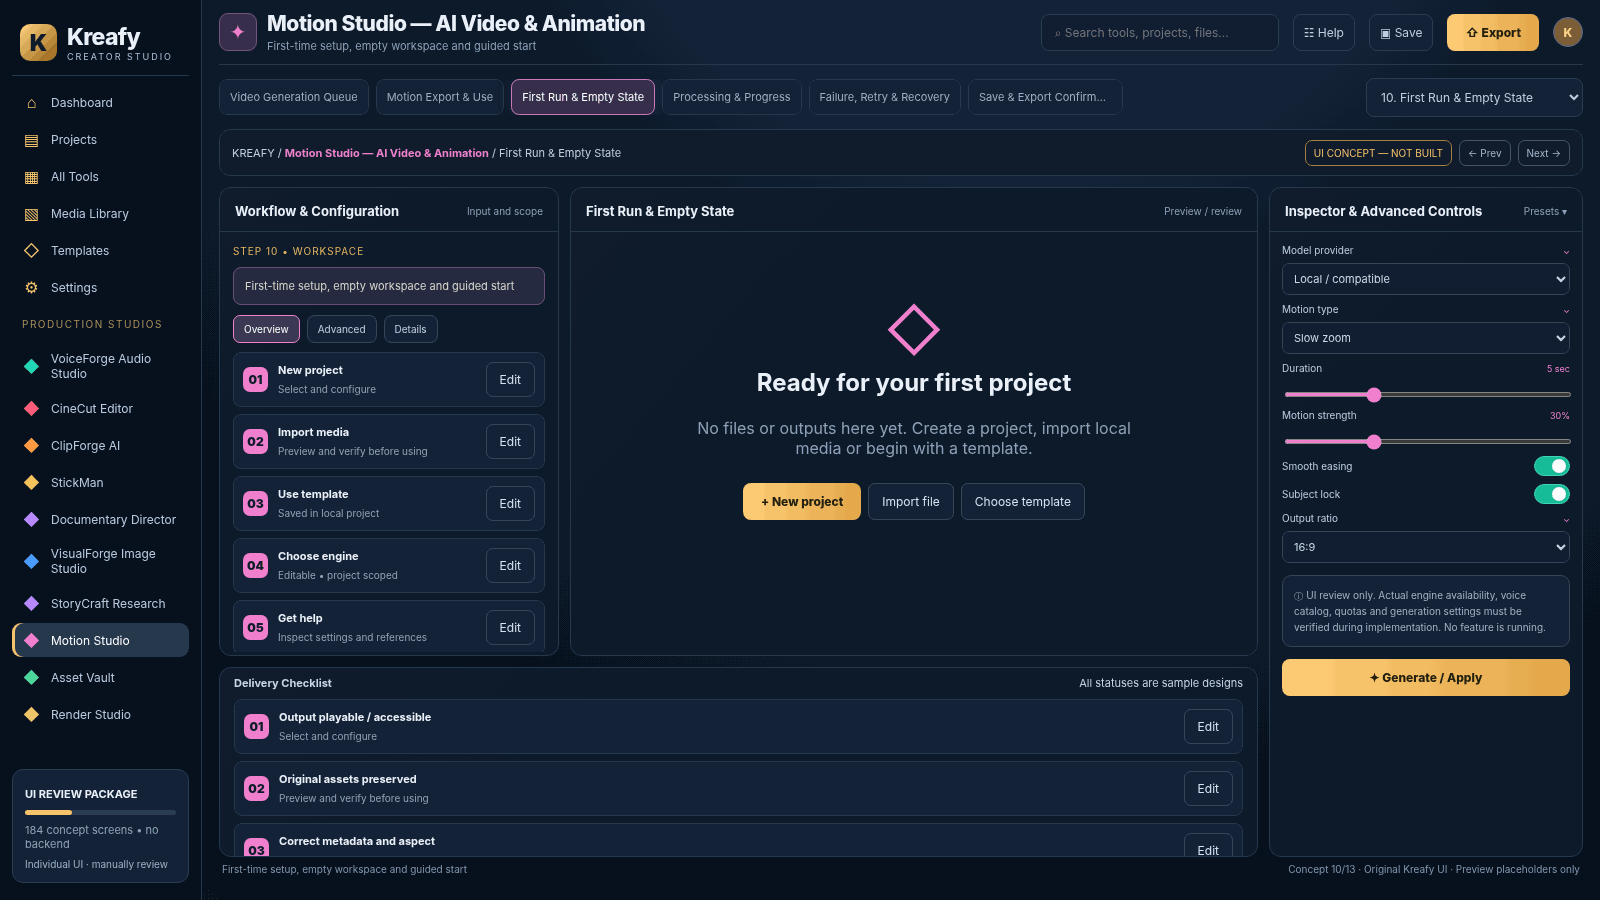 K
Kreafy
CREATOR STUDIO
Dashboard
Projects
All Tools
Media Library
Templates
Settings
PRODUCTION STUDIOS
VoiceForge Audio
Studio
CineCut Editor
ClipForge AI
StickMan
Documentary Director
VisualForge Image
Studio
StoryCraft Research
Motion Studio
Asset Vault
Render Studio
UI REVIEW PACKAGE
184 concept screens • no
backend
Individual UI · manually review
Motion Studio — AI Video & Animation
First-time setup, empty workspace and guided start
Search tools, projects, files...
Help
Save
Export
K
Video Generation Queue
Motion Export & Use
First Run & Empty State
Processing & Progress
Failure, Retry & Recovery
Save & Export Confirm...
10. First Run & Empty State
KREAFY / Motion Studio — AI Video & Animation / First Run & Empty State
UI CONCEPT — NOT BUILT
← Prev
Next →
Workflow & Configuration
Input and scope
STEP 10 • WORKSPACE
First-time setup, empty workspace and guided start
Overview
Advanced
Details
01
New project
Select and configure
Edit
02
Import media
Preview and verify before using
Edit
03
Use template
Saved in local project
Edit
04
Choose engine
Editable • project scoped
Edit
05
Get help
Inspect settings and references
Edit
First Run & Empty State
Preview / review
Ready for your first project
No files or outputs here yet. Create a project, import local
media or begin with a template.
+ New project
Import file
Choose template
Delivery Checklist
All statuses are sample designs
01
Output playable / accessible
Select and configure
Edit
02
Original assets preserved
Preview and verify before using
Edit
03
Correct metadata and aspect
Edit
Inspector & Advanced Controls
Presets ▾
Model provider
Local / compatible
Motion type
Slow zoom
Duration
5 sec
Motion strength
30%
Smooth easing
Subject lock
Output ratio
16:9
ⓘ UI review only. Actual engine availability, voice
catalog, quotas and generation settings must be
verified during implementation. No feature is running.
✦ Generate / Apply
First-time setup, empty workspace and guided start
Concept 10/13 · Original Kreafy UI · Preview placeholders only